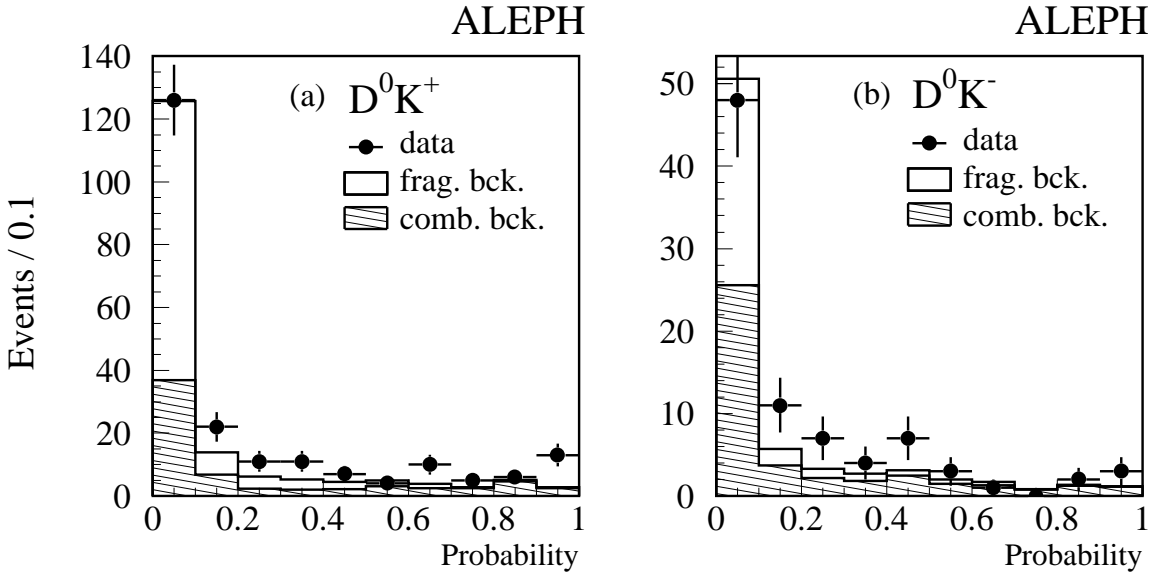 ALEPH
Events / 0.1
140
120
100
80
60
40
20
0
(a) D⁰K⁺
data
frag. bck.
comb. bck.
0 0.2 0.4 0.6 0.8 1
Probability
ALEPH
50
40
30
20
10
0
(b) D⁰K⁻
data
frag. bck.
comb. bck.
0 0.2 0.4 0.6 0.8 1
Probability